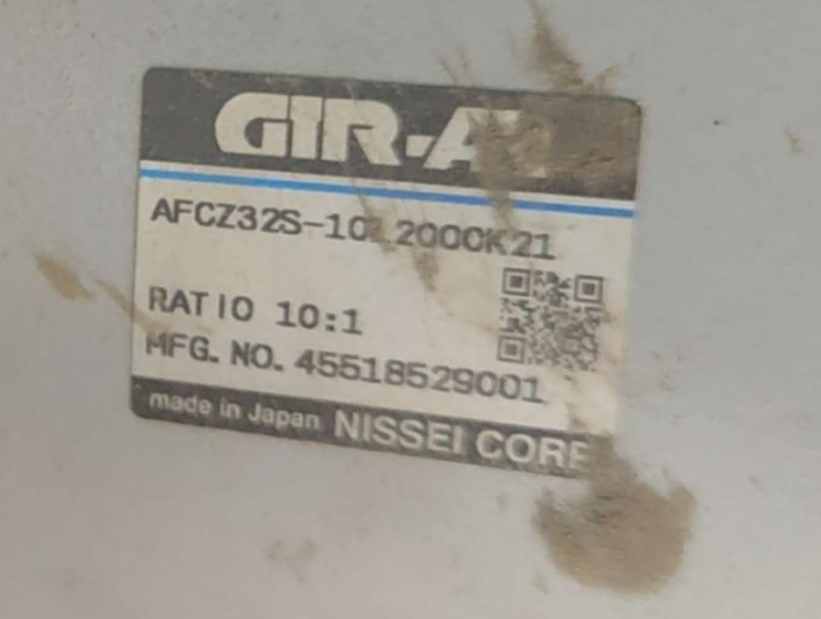 AFCZ32S-10L2000K21
RATIO 10:1
MFG. NO. 45518529001
made in Japan NISSEI CORP